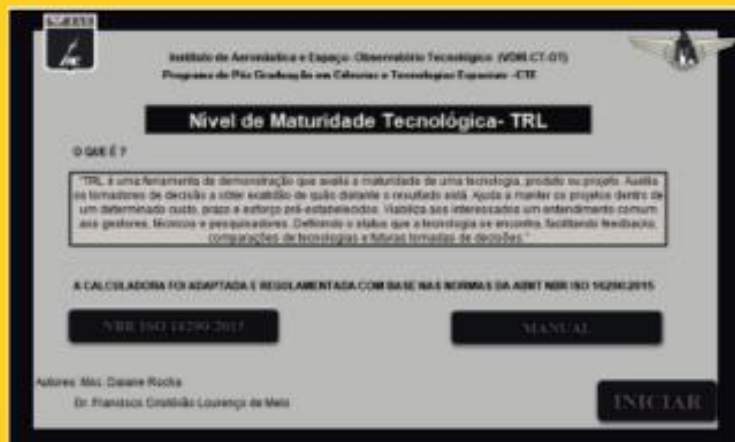 Instituto de Aeronáutica e Espaço- Observatório Tecnológico (VDIR-CT-OT)
Programa de Pós Graduação em Ciências e Tecnologias Espaciais -CTE
Nível de Maturidade Tecnológica- TRL
O QUE É ?
"TRL é uma ferramenta de demonstração que avalia a maturidade de uma tecnologia, produto ou projeto. Auxilia
os tomadores de decisão a obter exatidão de quão distante o resultado está. Ajuda a manter os projetos dentro de
um determinado custo, prazo e esforço pré-estabelecidos. Viabiliza aos interessados um entendimento comum
aos gestores, técnicos e pesquisadores. Definindo o status que a tecnologia se encontra, facilitando feedbacks,
comparações de tecnologias e futuras tomadas de decisões."
A CALCULADORA FOI ADAPTADA E REGULAMENTADA COM BASE NAS NORMAS DA ABNT NBR ISO 16290:2015
NBR ISO 16290-2015
MANUAL
Autores: Msc. Daiane Rocha
Dr. Francisco Cristóvão Lourenço de Melo
INICIAR